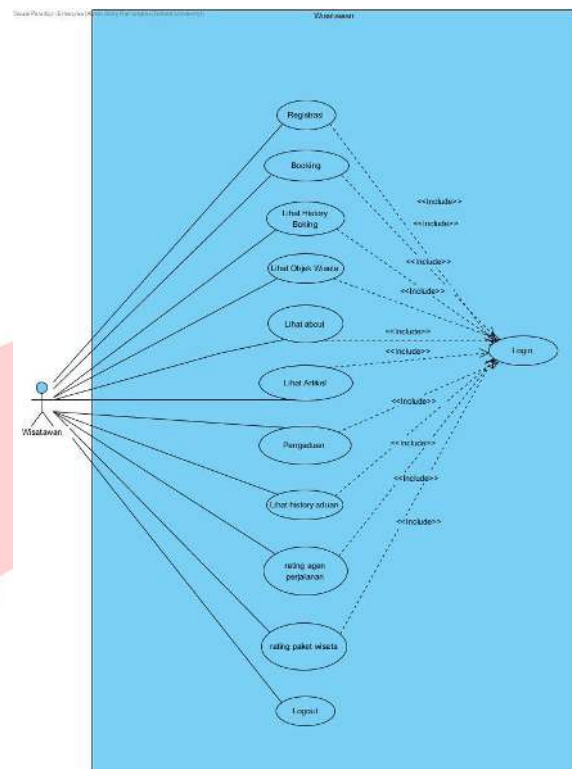 Wisatawan
Registrasi
Booking
<<Include>>
<<Include>>
Lihat History
Boking
<<Include>>
Lihat Objek Wisata
<<Include>>
Lihat about
<<Include>>
<<Include>>
Login
Lihat Artikel
<<Include>>
Wisatawan
Pengaduan
<<Include>>
<<Include>>
Lihat history aduan
<<Include>>
rating agen
perjalanan
rating paket wisata
Logout